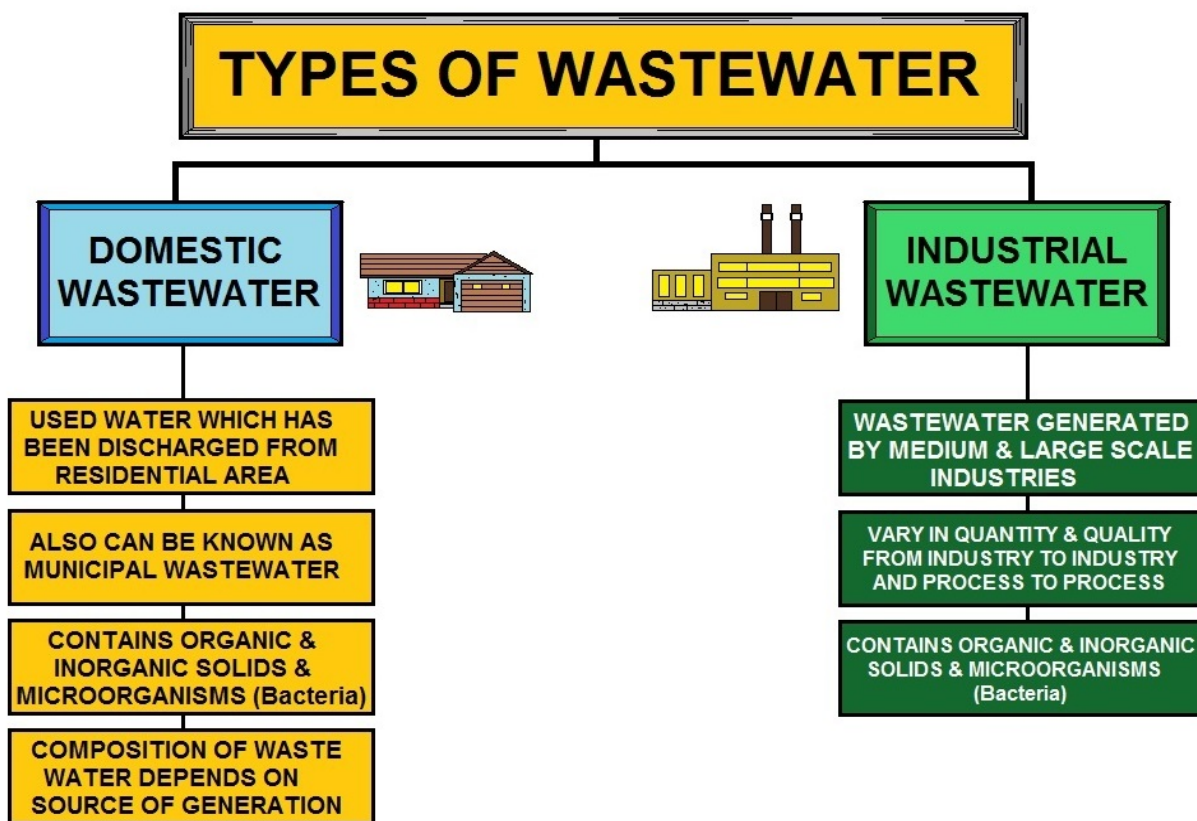 TYPES OF WASTEWATER
DOMESTIC
WASTEWATER
USED WATER WHICH HAS
BEEN DISCHARGED FROM
RESIDENTIAL AREA
ALSO CAN BE KNOWN AS
MUNICIPAL WASTEWATER
CONTAINS ORGANIC &
INORGANIC SOLIDS &
MICROORGANISMS (Bacteria)
COMPOSITION OF WASTE
WATER DEPENDS ON
SOURCE OF GENERATION
INDUSTRIAL
WASTEWATER
WASTEWATER GENERATED
BY MEDIUM & LARGE SCALE
INDUSTRIES
VARY IN QUANTITY & QUALITY
FROM INDUSTRY TO INDUSTRY
AND PROCESS TO PROCESS
CONTAINS ORGANIC & INORGANIC
SOLIDS & MICROORGANISMS
(Bacteria)